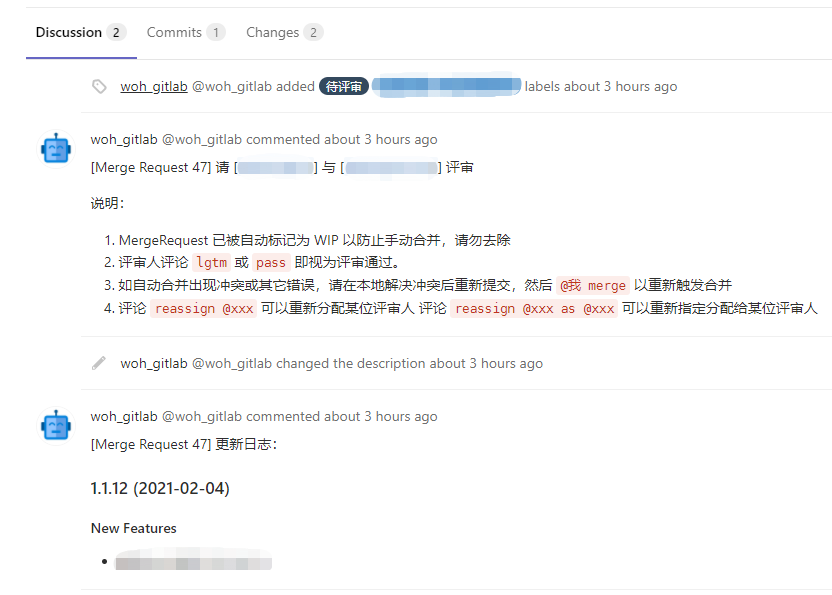 Discussion 2 Commits 1 Changes 2
woh_gitlab @woh_gitlab added 待评审 labels about 3 hours ago
woh_gitlab @woh_gitlab commented about 3 hours ago
[Merge Request 47] 请 [ ] 与 [ ] 评审
说明：
1. MergeRequest 已被自动标记为 WIP 以防止手动合并，请勿去除
2. 评审人评论 lgtm 或 pass 即视为评审通过。
3. 如自动合并出现冲突或其它错误，请在本地解决冲突后重新提交，然后 @我 merge 以重新触发合并
4. 评论 reassign @xxx 可以重新分配某位评审人 评论 reassign @xxx as @xxx 可以重新指定分配给某位评审人
woh_gitlab @woh_gitlab changed the description about 3 hours ago
woh_gitlab @woh_gitlab commented about 3 hours ago
[Merge Request 47] 更新日志：
1.1.12 (2021-02-04)
New Features